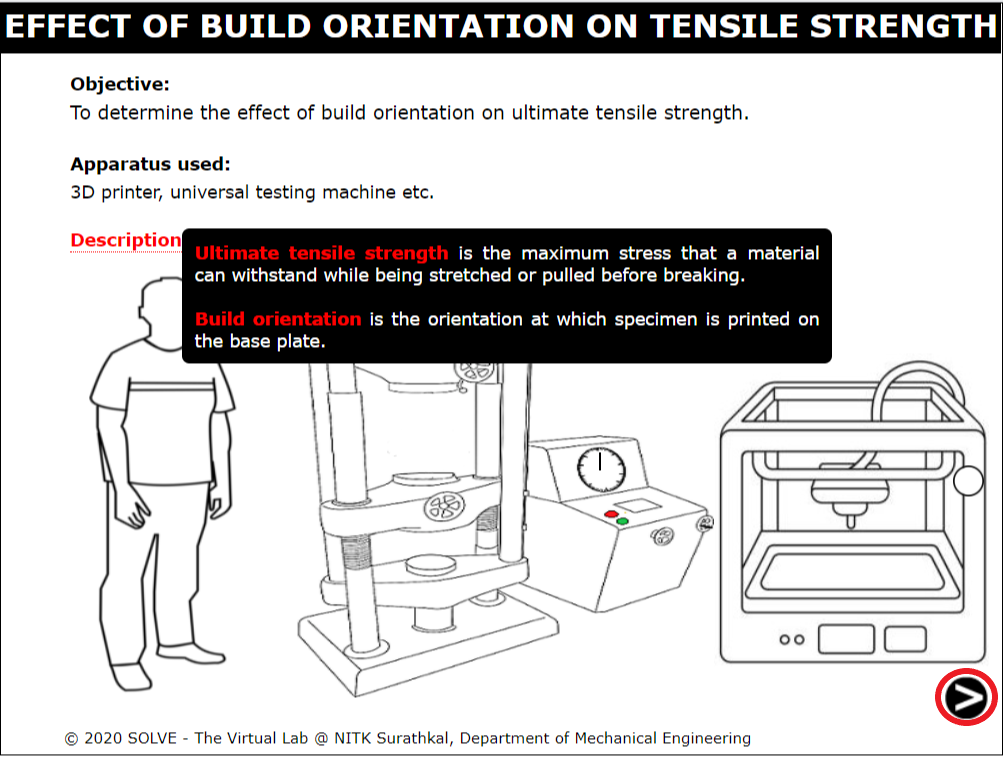 EFFECT OF BUILD ORIENTATION ON TENSILE STRENGTH
Objective:
To determine the effect of build orientation on ultimate tensile strength.
Apparatus used:
3D printer, universal testing machine etc.
Description
Ultimate tensile strength is the maximum stress that a material
can withstand while being stretched or pulled before breaking.
Build orientation is the orientation at which specimen is printed on
the base plate.
© 2020 SOLVE - The Virtual Lab @ NITK Surathkal, Department of Mechanical Engineering